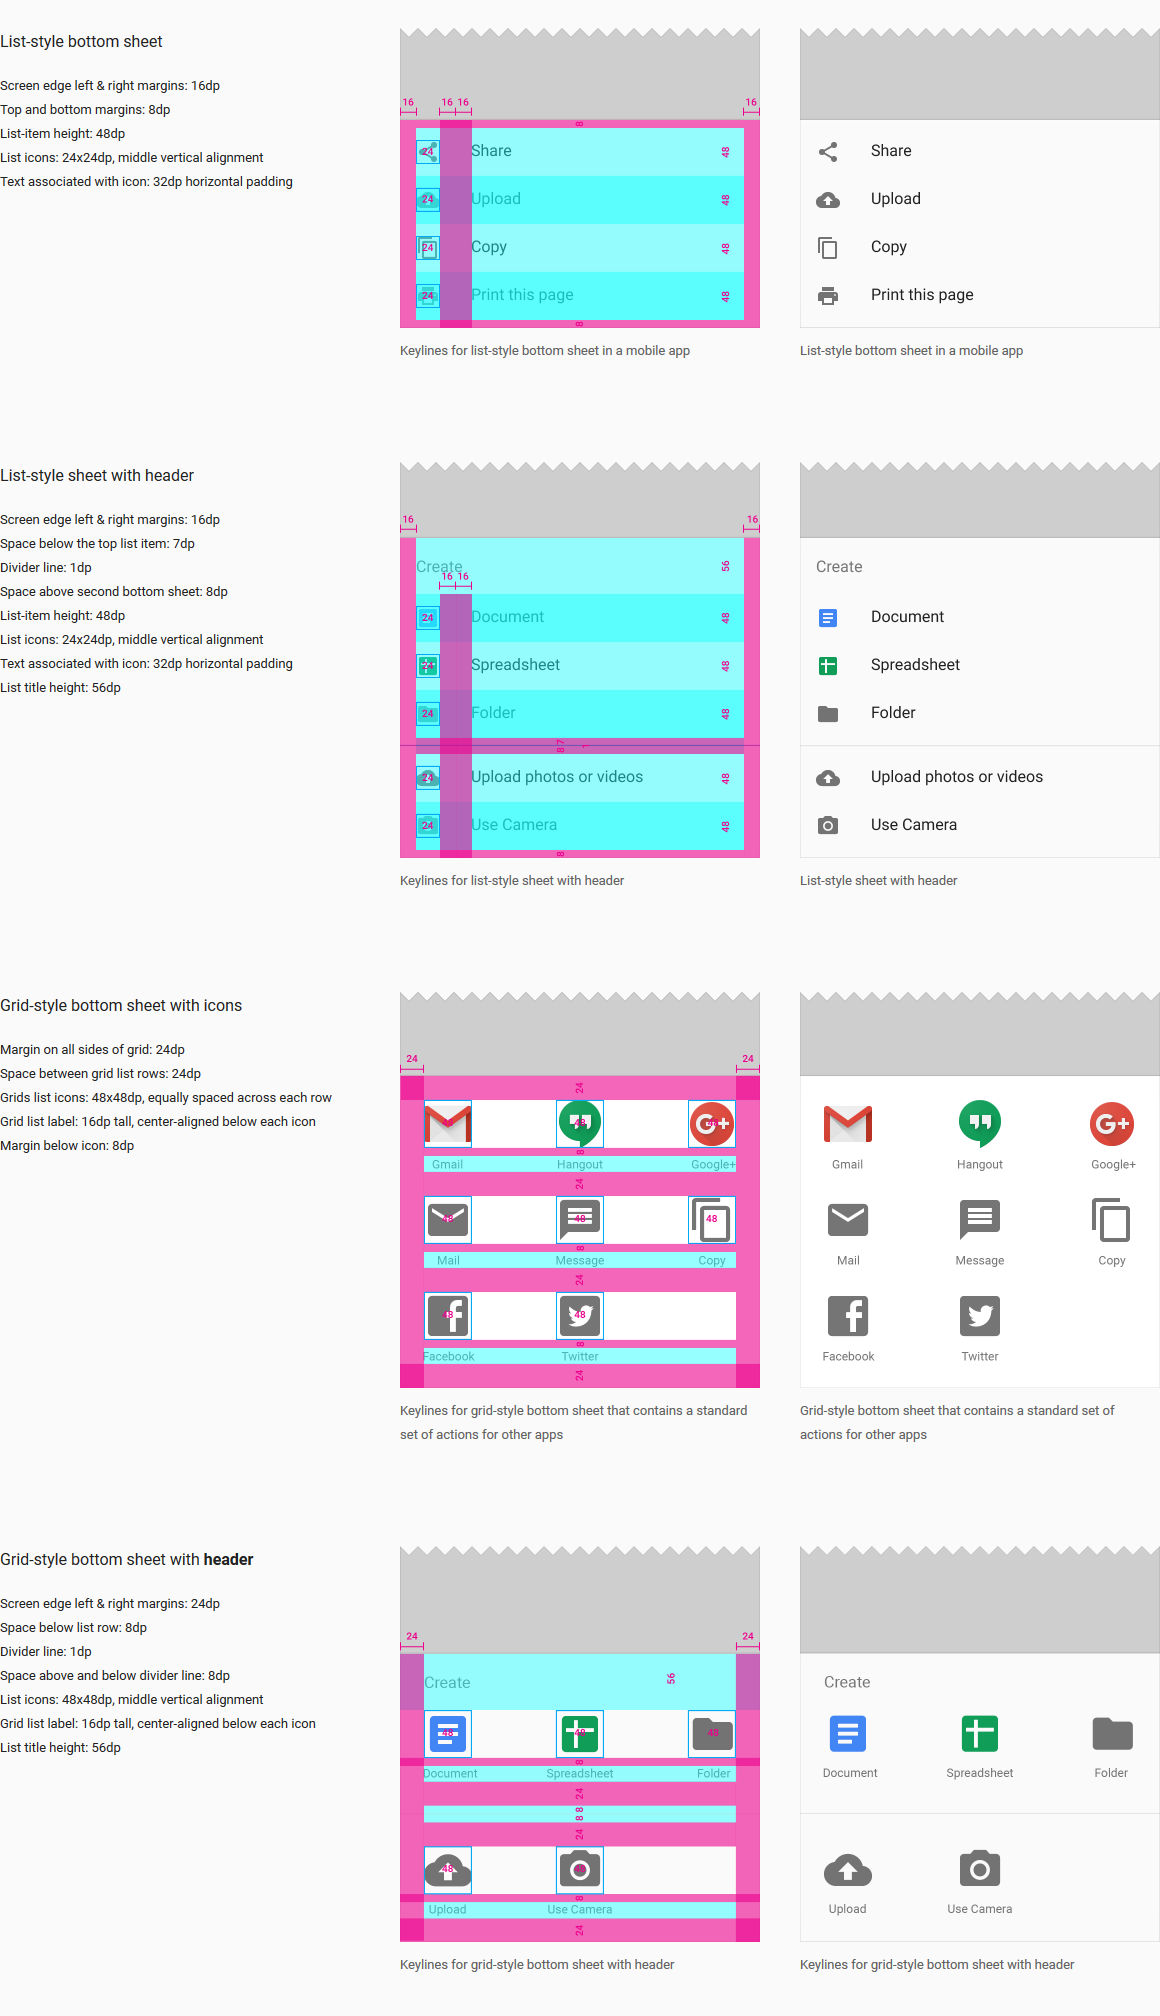 List-style bottom sheet
Screen edge left & right margins: 16dp
Top and bottom margins: 8dp
List-item height: 48dp
List icons: 24x24dp, middle vertical alignment
Text associated with icon: 32dp horizontal padding
16 16 16 16
8
24 Share 48
24 Upload 48
24 Copy 48
24 Print this page 48
8
Keylines for list-style bottom sheet in a mobile app
Share
Upload
Copy
Print this page
List-style bottom sheet in a mobile app
List-style sheet with header
Screen edge left & right margins: 16dp
Space below the top list item: 7dp
Divider line: 1dp
Space above second bottom sheet: 8dp
List-item height: 48dp
List icons: 24x24dp, middle vertical alignment
Text associated with icon: 32dp horizontal padding
List title height: 56dp
16 16
Create 56
16 16
24 Document 48
24 Spreadsheet 48
24 Folder 48
8 7 1
24 Upload photos or videos 48
24 Use Camera 48
8
Keylines for list-style sheet with header
Create
Document
Spreadsheet
Folder
Upload photos or videos
Use Camera
List-style sheet with header
Grid-style bottom sheet with icons
Margin on all sides of grid: 24dp
Space between grid list rows: 24dp
Grids list icons: 48x48dp, equally spaced across each row
Grid list label: 16dp tall, center-aligned below each icon
Margin below icon: 8dp
24 24
24
48 48 48
8
Gmail Hangout Google+
24
48 48 48
8
Mail Message Copy
24
48 48
8
Facebook Twitter
24
Keylines for grid-style bottom sheet that contains a standard
set of actions for other apps
G+
Gmail Hangout Google+
Mail Message Copy
Facebook Twitter
Grid-style bottom sheet that contains a standard set of
actions for other apps
Grid-style bottom sheet with header
Screen edge left & right margins: 24dp
Space below list row: 8dp
Divider line: 1dp
Space above and below divider line: 8dp
List icons: 48x48dp, middle vertical alignment
Grid list label: 16dp tall, center-aligned below each icon
List title height: 56dp
24 24
Create 56
48 48 48
8
Document Spreadsheet Folder
24
8 8
24
48 48
8
Upload Use Camera
24
Keylines for grid-style bottom sheet with header
Create
Document Spreadsheet Folder
Upload Use Camera
Keylines for grid-style bottom sheet with header